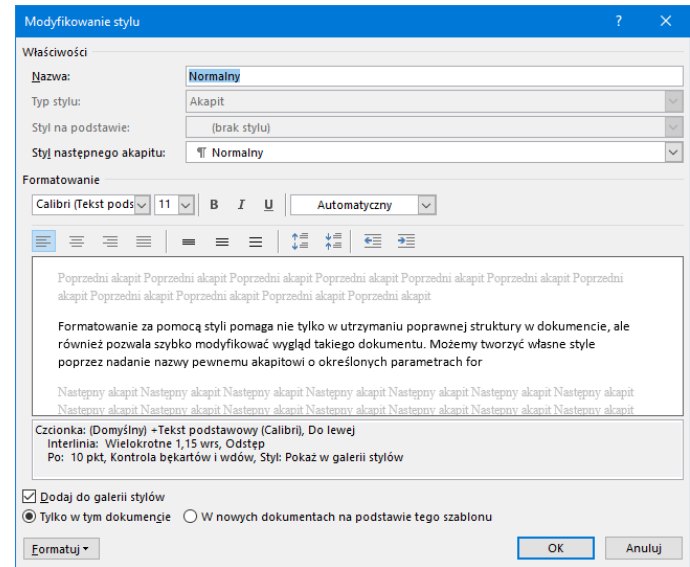 Modyfikowanie stylu ? ×
Właściwości
Nazwa: Normalny
Typ stylu: Akapit
Styl na podstawie: (brak stylu)
Styl następnego akapitu: ¶ Normalny
Formatowanie
Calibri (Tekst pods 11 B I U Automatyczny
Poprzedni akapit Poprzedni akapit Poprzedni akapit Poprzedni akapit Poprzedni akapit Poprzedni akapit Poprzedni
akapit Poprzedni akapit Poprzedni akapit Poprzedni akapit Poprzedni akapit
Formatowanie za pomocą styli pomaga nie tylko w utrzymaniu poprawnej struktury w dokumencie, ale
również pozwala szybko modyfikować wygląd takiego dokumentu. Możemy tworzyć własne style
poprzez nadanie nazwy pewnemu akapitowi o określonych parametrach for
Następny akapit Następny akapit Następny akapit Następny akapit Następny akapit Następny akapit Następny akapit
Następny akapit Następny akapit Następny akapit Następny akapit Następny akapit Następny akapit Następny akapit
Czcionka: (Domyślny) +Tekst podstawowy (Calibri), Do lewej
Interlinia: Wielokrotne 1,15 wrs, Odstęp
Po: 10 pkt, Kontrola bękartów i wdów, Styl: Pokaż w galerii stylów
Dodaj do galerii stylów
Tylko w tym dokumencie W nowych dokumentach na podstawie tego szablonu
Formatuj OK Anuluj